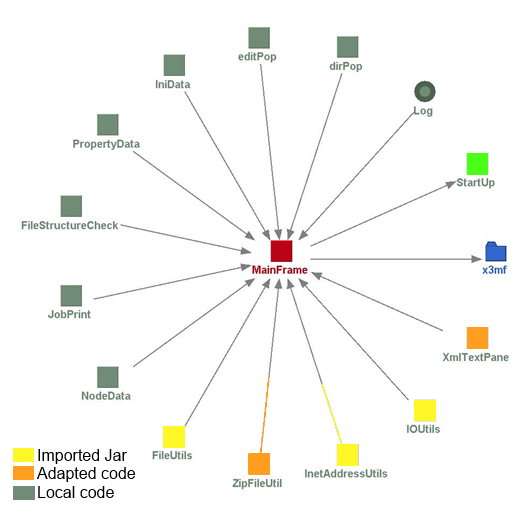 editPop
dirPop
IniData
Log
PropertyData
StartUp
FileStructureCheck
MainFrame
x3mf
JobPrint
XmlTextPane
NodeData
IOUtils
FileUtils
InetAddressUtils
ZipFileUtil
Imported Jar
Adapted code
Local code